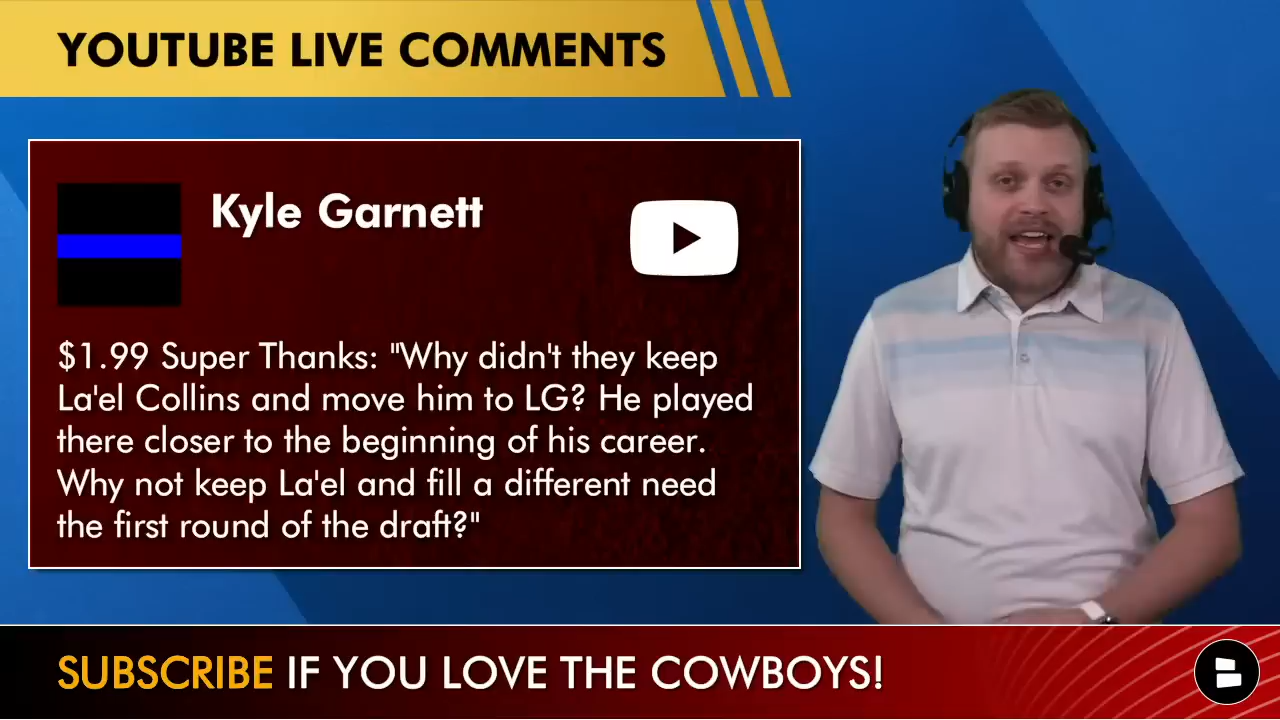 YOUTUBE LIVE COMMENTS
Kyle Garnett
$1.99 Super Thanks: "Why didn't they keep
La'el Collins and move him to LG? He played
there closer to the beginning of his career.
Why not keep La'el and fill a different need
the first round of the draft?"
SUBSCRIBE IF YOU LOVE THE COWBOYS!